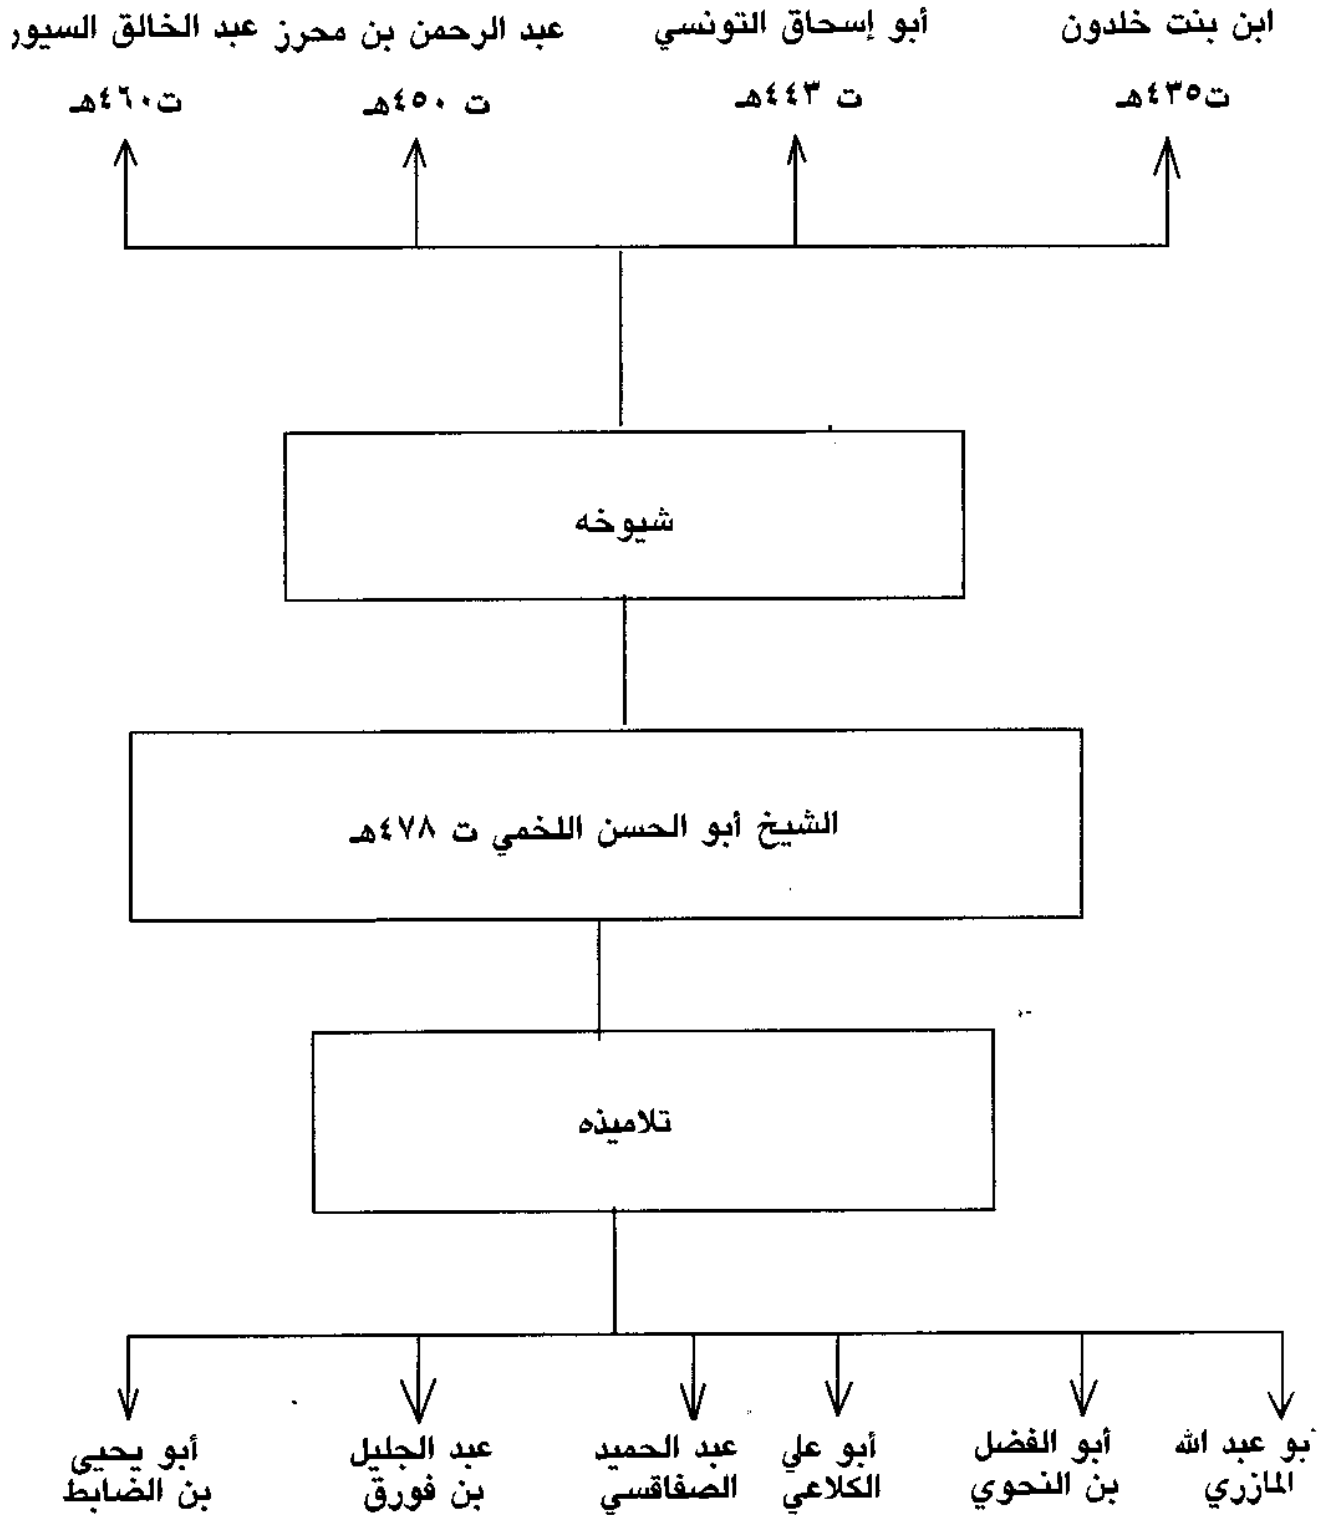 ابن بنت خلدون
أبو إسحاق التونسي
عبد الرحمن بن محرز
عبد الخالق السيور
ت٤٣٥هـ
ت ٤٤٣هـ
ت ٤٥٠هـ
ت٤٦٠هـ
شيوخه
الشيخ أبو الحسن اللخمي ت ٤٧٨هـ
تلاميذه
بو عبد الله
المازري
أبو الفضل
بن النحوي
أبو علي
الكلاعي
عبد الحميد
الصفاقسي
عبد الجليل
بن فورق
أبو يحيى
بن الضابط